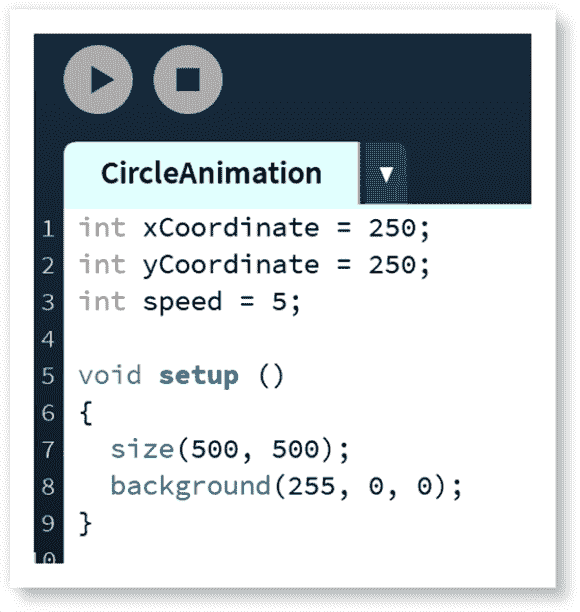 CircleAnimation
1 int xCoordinate = 250;
2 int yCoordinate = 250;
3 int speed = 5;
4
5 void setup ()
6 {
7   size(500, 500);
8   background(255, 0, 0);
9 }
10